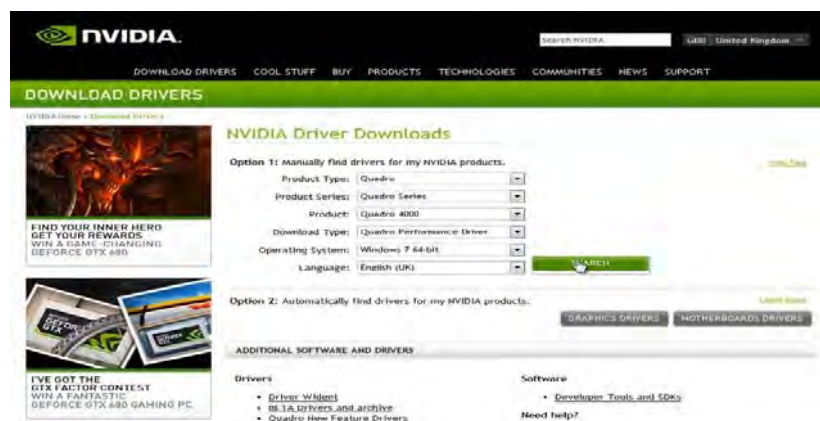 NVIDIA.
Search NVIDIA
United Kingdom
DOWNLOAD DRIVERS COOL STUFF BUY PRODUCTS TECHNOLOGIES COMMUNITIES NEWS SUPPORT
DOWNLOAD DRIVERS
NVIDIA Home > Download Drivers
NVIDIA Driver Downloads
Option 1: Manually find drivers for my NVIDIA products.
Product Type: Quadro
Product Series: Quadro Series
Product: Quadro 4000
Download Type: Quadro Performance Driver
Operating System: Windows 7 64-bit
Language: English (UK)
SEARCH
Option 2: Automatically find drivers for my NVIDIA products.
GRAPHICS DRIVERS MOTHERBOARDS DRIVERS
ADDITIONAL SOFTWARE AND DRIVERS
Drivers
• Driver Widget
Drivers and archive
• Quadro New Feature Drivers
Software
• Developer Tools and SDKs
Need help?
FIND YOUR INNER HERO
GET YOUR REWARDS
WIN A GAME-CHANGING
GEFORCE GTX 680
GEFORCE
GTX
I'VE GOT THE
GTX FACTOR CONTEST
WIN A FANTASTIC
GEFORCE GTX 680 GAMING PC